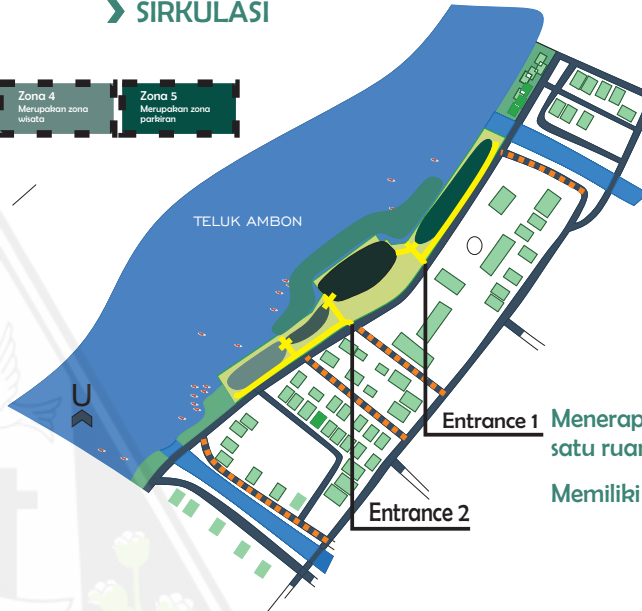 SIRKULASI
Zona 4
Merupakan zona
wisata
Zona 5
Merupakan zona
parkiran
TELUK AMBON
U
Entrance 1
Menerap
satu ruan
Memiliki
Entrance 2